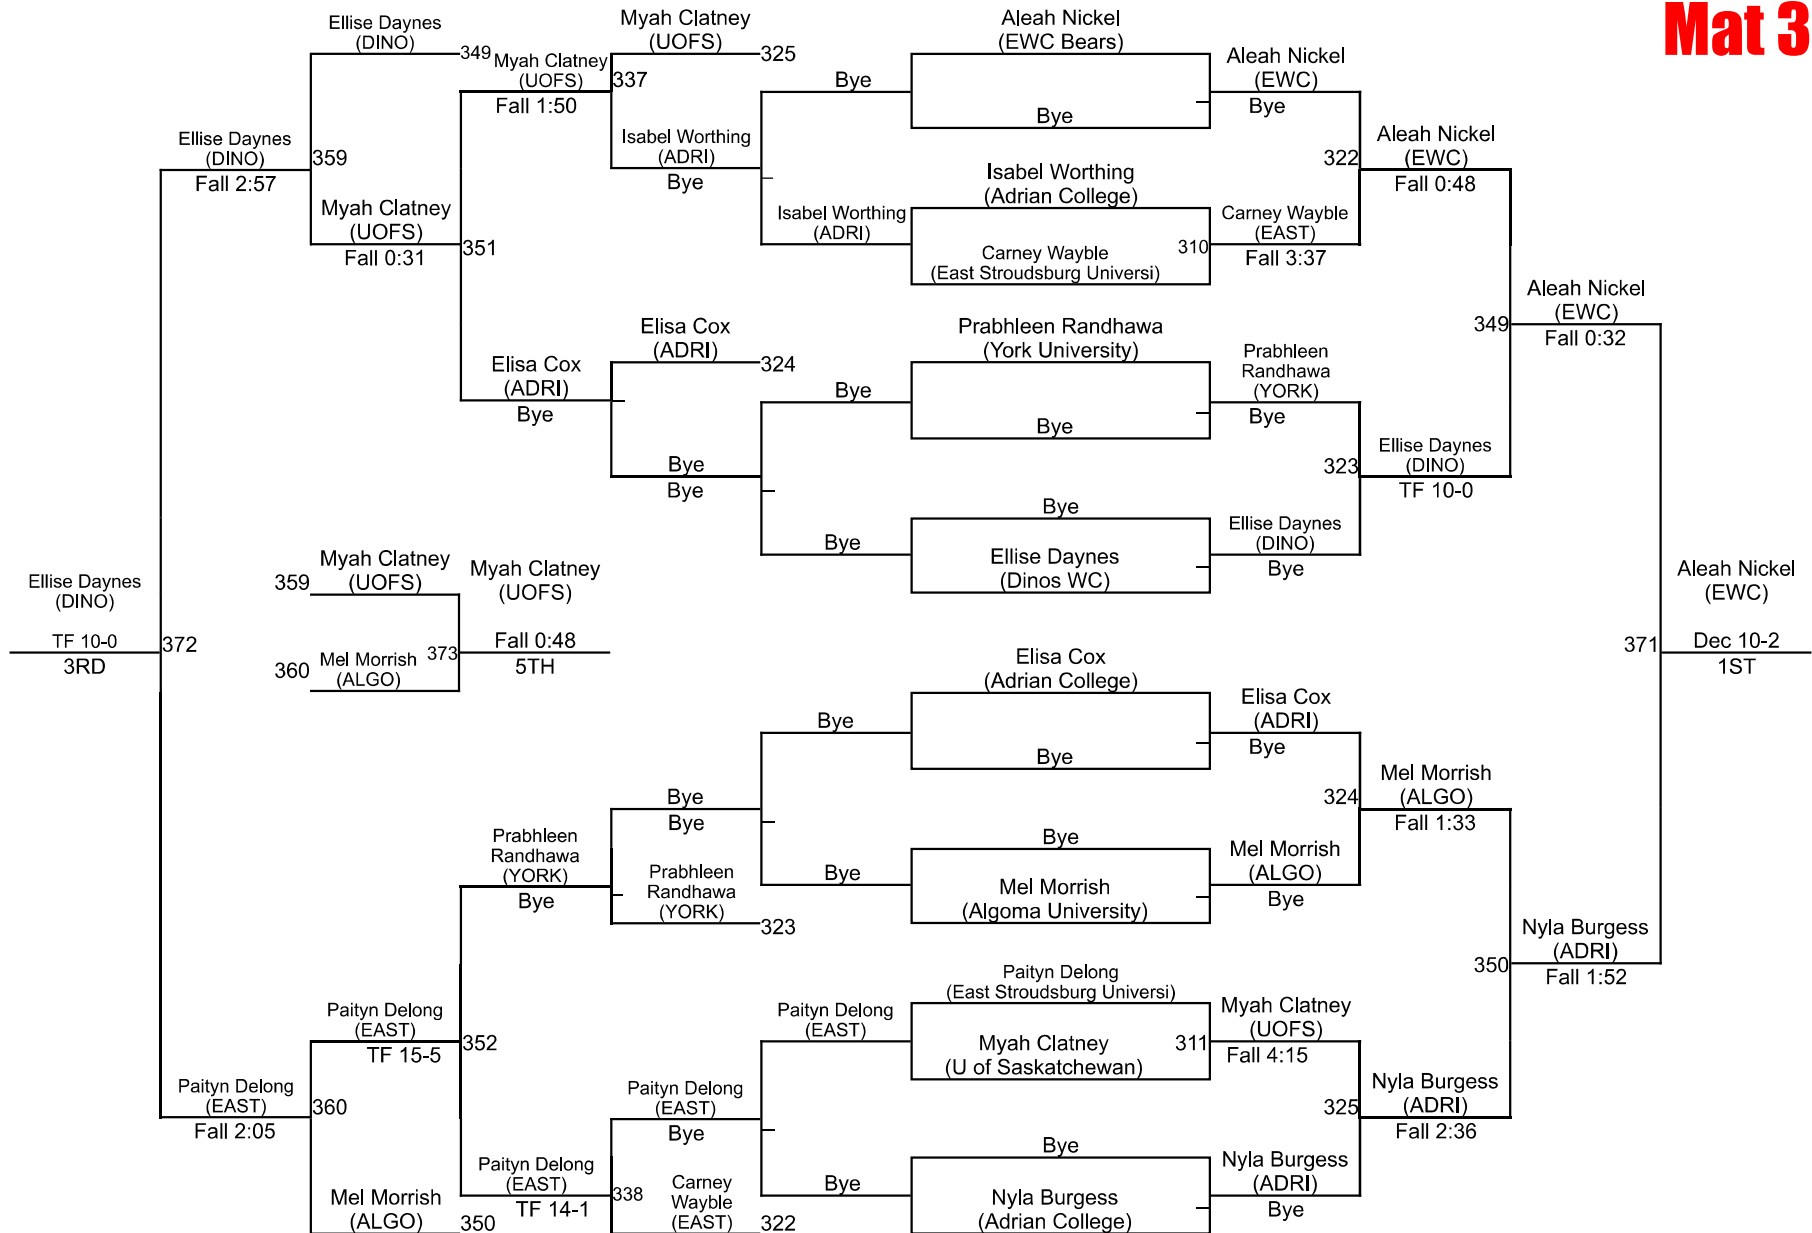 Mat 3
Ellise Daynes
(DINO)
349
Myah Clatney
(UOFS)
Fall 1:50
337
Myah Clatney
(UOFS)
325
Isabel Worthing
(ADRI)
Bye
Bye
Aleah Nickel
(EWC Bears)
Bye
Aleah Nickel
(EWC)
Bye
Ellise Daynes
(DINO)
Fall 2:57
359
Myah Clatney
(UOFS)
Fall 0:31
351
Isabel Worthing
(ADRI)
Isabel Worthing
(Adrian College)
Carney Wayble
(East Stroudsburg Universi)
310
Carney Wayble
(EAST)
Fall 3:37
322
Aleah Nickel
(EWC)
Fall 0:48
Elisa Cox
(ADRI)
Bye
Elisa Cox
(ADRI)
324
Bye
Bye
Bye
Prabhleen Randhawa
(York University)
Bye
Prabhleen
Randhawa
(YORK)
Bye
349
Aleah Nickel
(EWC)
Fall 0:32
323
Ellise Daynes
(DINO)
TF 10-0
Bye
Bye
Ellise Daynes
(Dinos WC)
Ellise Daynes
(DINO)
Bye
Ellise Daynes
(DINO)
TF 10-0
3RD
372
359
Myah Clatney
(UOFS)
360
Mel Morrish
(ALGO)
373
Myah Clatney
(UOFS)
Fall 0:48
5TH
371
Aleah Nickel
(EWC)
Dec 10-2
1ST
Bye
Elisa Cox
(Adrian College)
Bye
Elisa Cox
(ADRI)
Bye
Bye
Bye
324
Mel Morrish
(ALGO)
Fall 1:33
Prabhleen
Randhawa
(YORK)
Bye
Prabhleen
Randhawa
(YORK)
323
Bye
Bye
Mel Morrish
(Algoma University)
Mel Morrish
(ALGO)
Bye
350
Nyla Burgess
(ADRI)
Fall 1:52
Paityn Delong
(EAST)
TF 15-5
352
Paityn Delong
(EAST)
Paityn Delong
(East Stroudsburg Universi)
Myah Clatney
(U of Saskatchewan)
311
Myah Clatney
(UOFS)
Fall 4:15
Paityn Delong
(EAST)
Fall 2:05
360
Paityn Delong
(EAST)
Bye
325
Nyla Burgess
(ADRI)
Fall 2:36
Mel Morrish
(ALGO)
350
Paityn Delong
(EAST)
TF 14-1
338
Carney
Wayble
(EAST)
322
Bye
Bye
Nyla Burgess
(Adrian College)
Nyla Burgess
(ADRI)
Bye